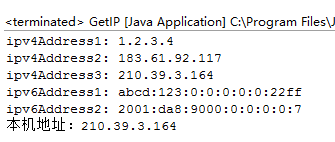 <terminated> GetIP [Java Application] C:\Program Files\J
ipv4Address1: 1.2.3.4
ipv4Address2: 183.61.92.117
ipv4Address3: 210.39.3.164
ipv6Address1: abcd:123:0:0:0:0:0:22ff
ipv6Address2: 2001:da8:9000:0:0:0:0:7
本机地址：210.39.3.164